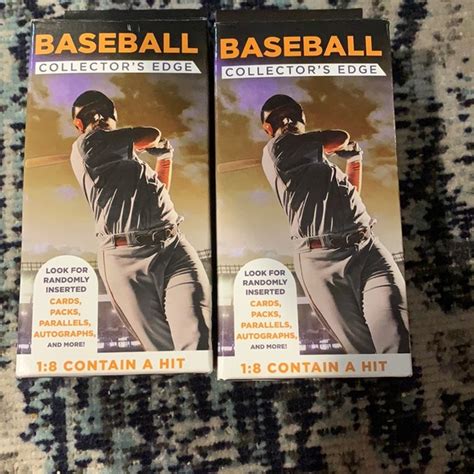 BASEBALL
COLLECTOR'S EDGE
LOOK FOR
RANDOMLY
INSERTED
CARDS,
PACKS,
PARALLELS,
AUTOGRAPHS,
AND MORE!
1:8 CONTAIN A HIT
BASEBALL
COLLECTOR'S EDGE
LOOK FOR
RANDOMLY
INSERTED
CARDS,
PACKS,
PARALLELS,
AUTOGRAPHS,
AND MORE!
1:8 CONTAIN A HIT